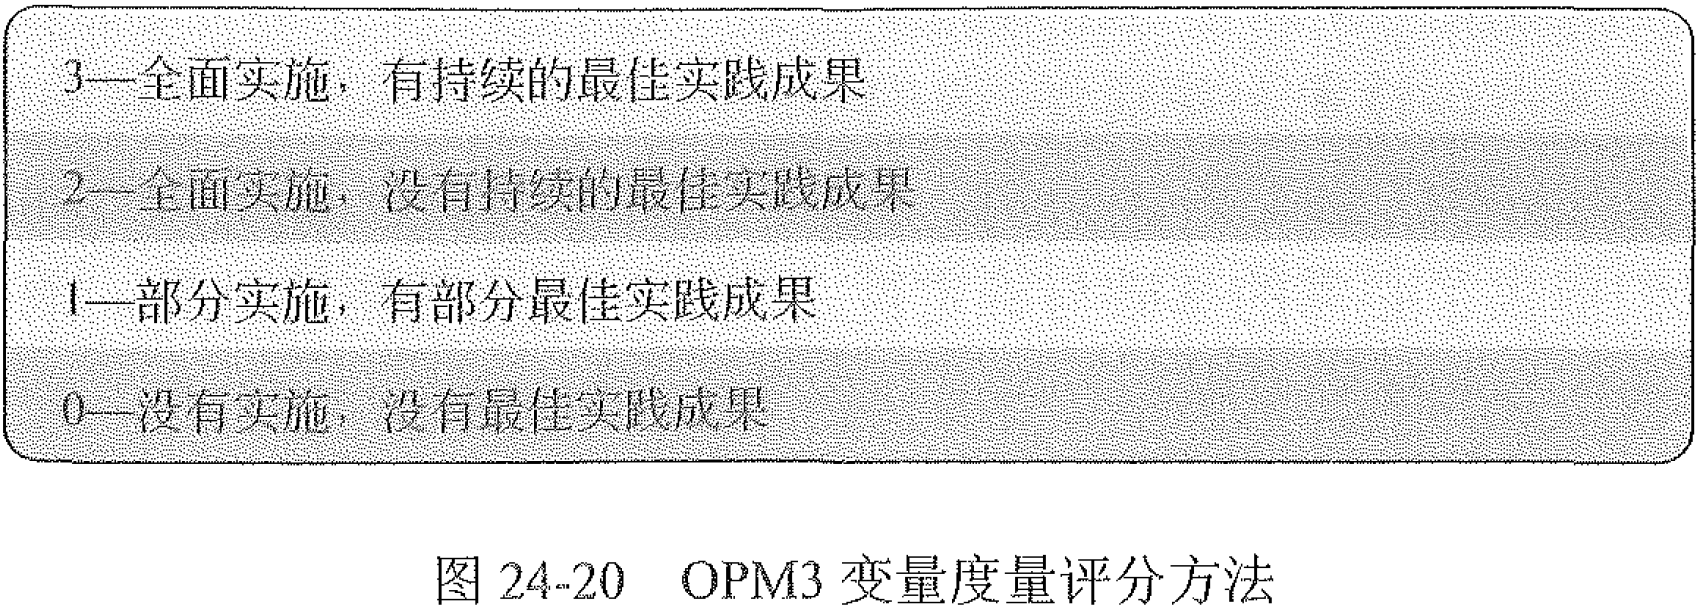 3—全面实施，有持续的最佳实践成果
2—全面实施，没有持续的最佳实践成果
1—部分实施，有部分最佳实践成果
0—没有实施，没有最佳实践成果
图 24-20 OPM3 变量度量评分方法